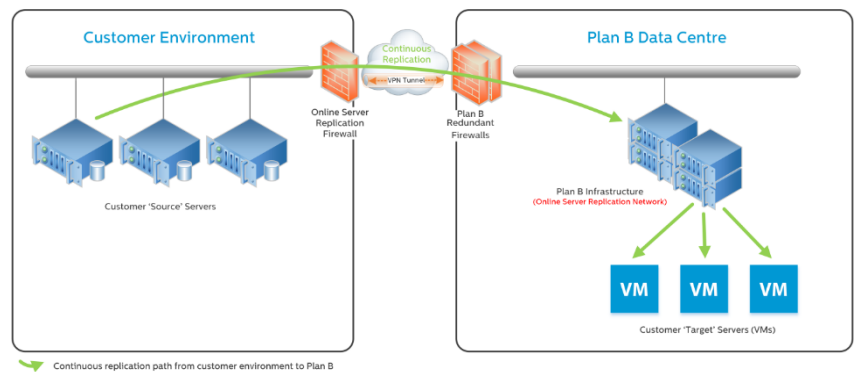 Customer Environment
Plan B Data Centre
Continuous
Replication
VPN Tunnel
Online Server
Replication
Firewall
Plan B
Redundant
Firewalls
Customer 'Source' Servers
Plan B Infrastructure
(Online Server Replication Network)
VM
VM
VM
Customer 'Target' Servers (VMs)
Continuous replication path from customer environment to Plan B